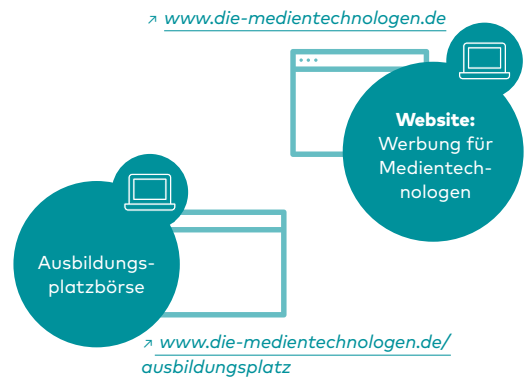 ↗ www.die-medientechnologen.de
Website:
Werbung für
Medientech-
nologen
Ausbildungs-
platzbörse
↗ www.die-medientechnologen.de/
ausbildungsplatz